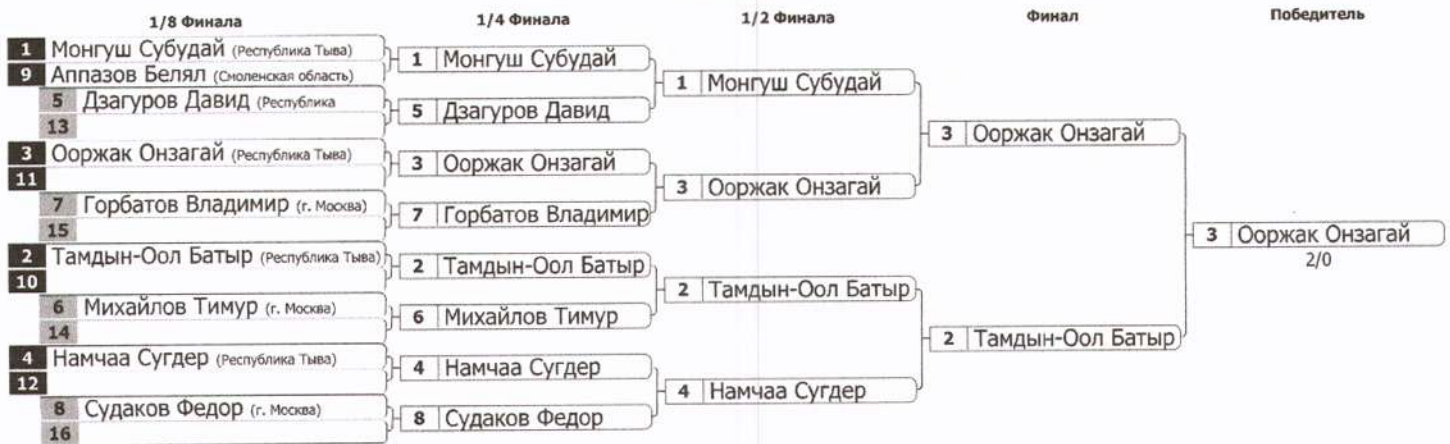 1/8 Финала 1/4 Финала 1/2 Финала Финал Победитель
1 Монгуш Субудай (Республика Тыва)
9 Аппазов Белял (Смоленская область)
5 Дзагуров Давид (Республика
13
3 Ооржак Онзагай (Республика Тыва)
11
7 Горбатов Владимир (г. Москва)
15
2 Тамдын-Оол Батыр (Республика Тыва)
10
6 Михайлов Тимур (г. Москва)
14
4 Намчаа Сугдер (Республика Тыва)
12
8 Судаков Федор (г. Москва)
16
1 Монгуш Субудай
5 Дзагуров Давид
3 Ооржак Онзагай
7 Горбатов Владимир
2 Тамдын-Оол Батыр
6 Михайлов Тимур
4 Намчаа Сугдер
8 Судаков Федор
1 Монгуш Субудай
3 Ооржак Онзагай
2 Тамдын-Оол Батыр
4 Намчаа Сугдер
3 Ооржак Онзагай
2 Тамдын-Оол Батыр
3 Ооржак Онзагай
2/0